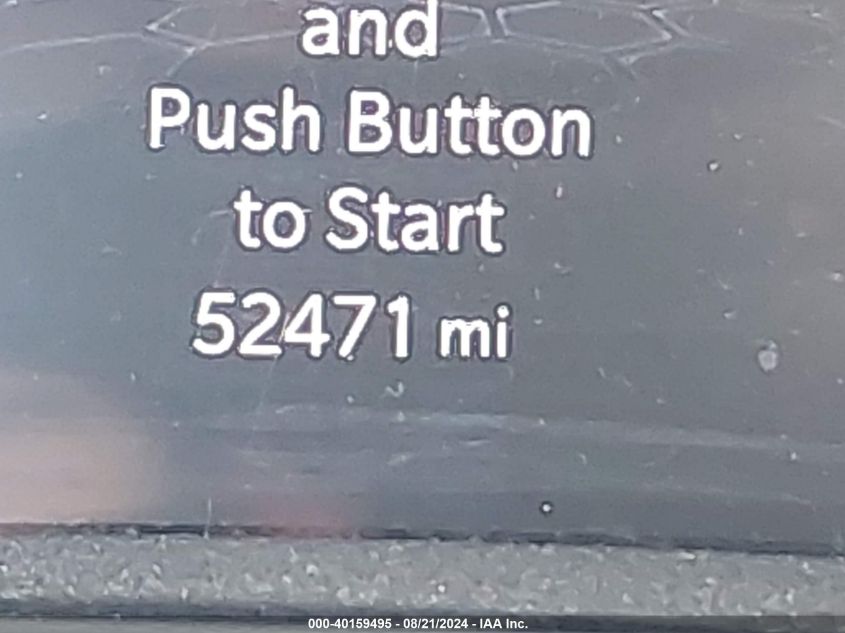 and
Push Button
to Start
52471 mi
000-40159495 - 08/21/2024 - IAA Inc.